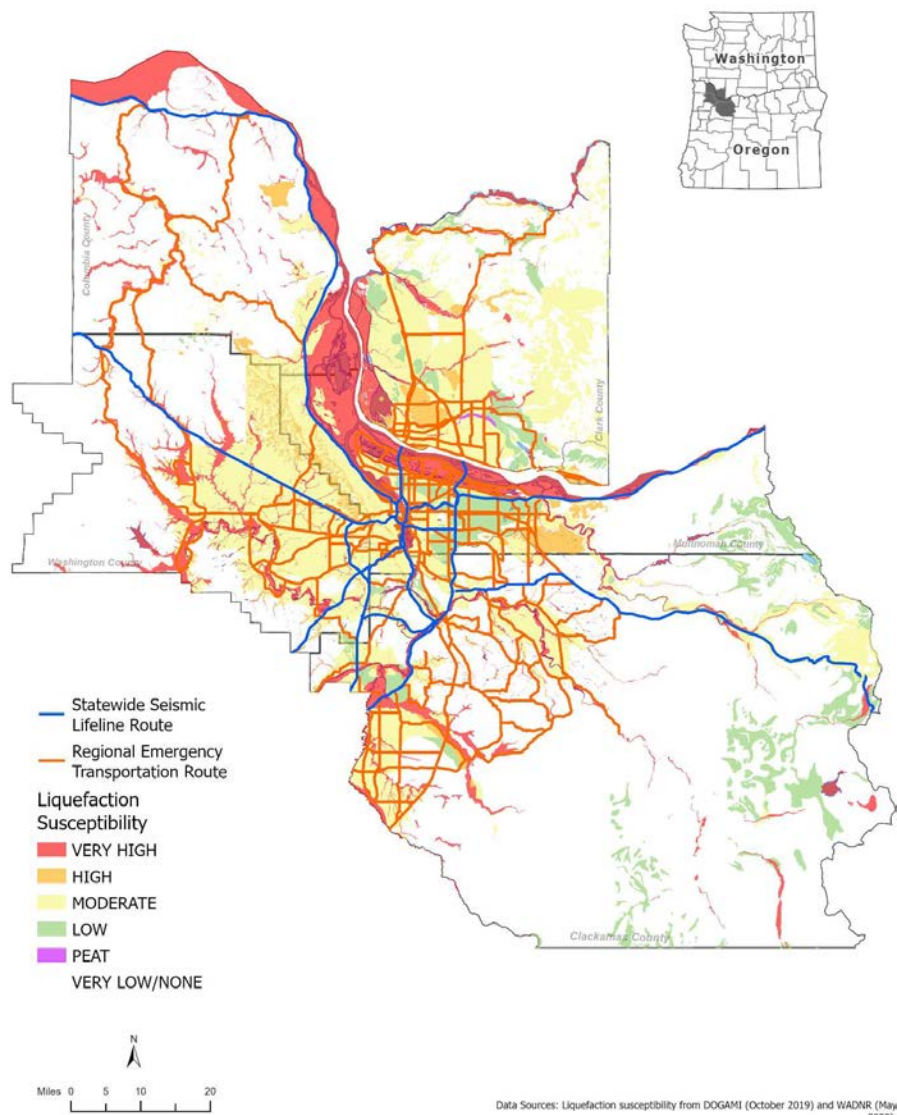 Washington
Oregon
Columbia County
Clark County
Washington County
Multnomah County
Clackamas County
Statewide Seismic
Lifeline Route
Regional Emergency
Transportation Route
Liquefaction
Susceptibility
VERY HIGH
HIGH
MODERATE
LOW
PEAT
VERY LOW/NONE
N
Miles 0 5 10 20
Data Sources: Liquefaction susceptibility from DOGAMI (October 2019) and WADNR (May